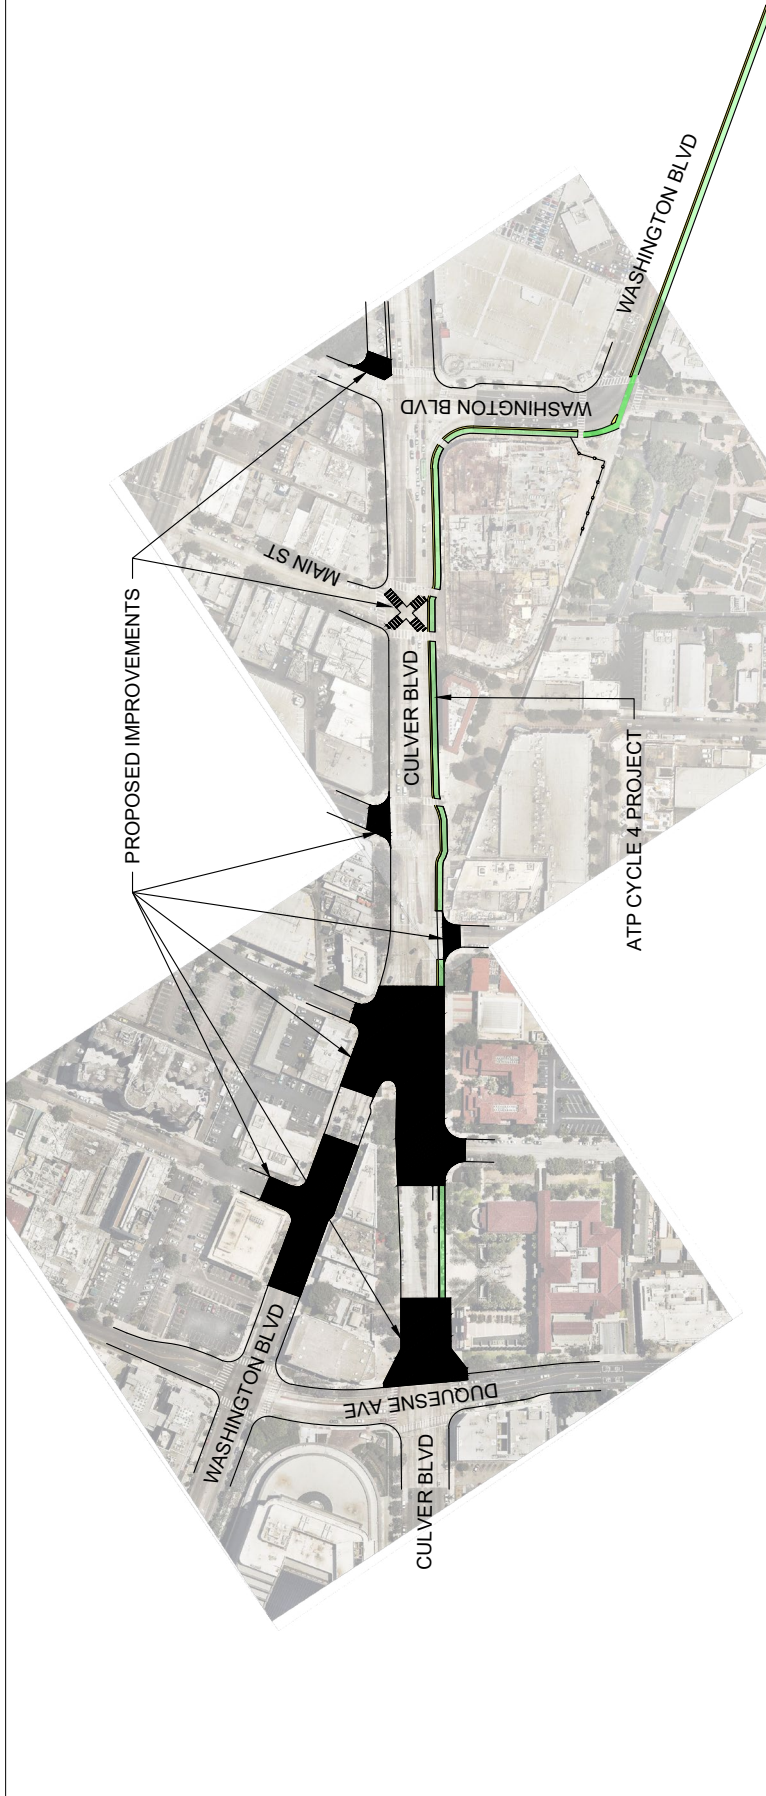 WASHINGTON BLVD
WASHINGTON BLVD
MAIN ST
PROPOSED IMPROVEMENTS
CULVER BLVD
ATP CYCLE 4 PROJECT
WASHINGTON BLVD
DUQUESNE AVE
CULVER BLVD